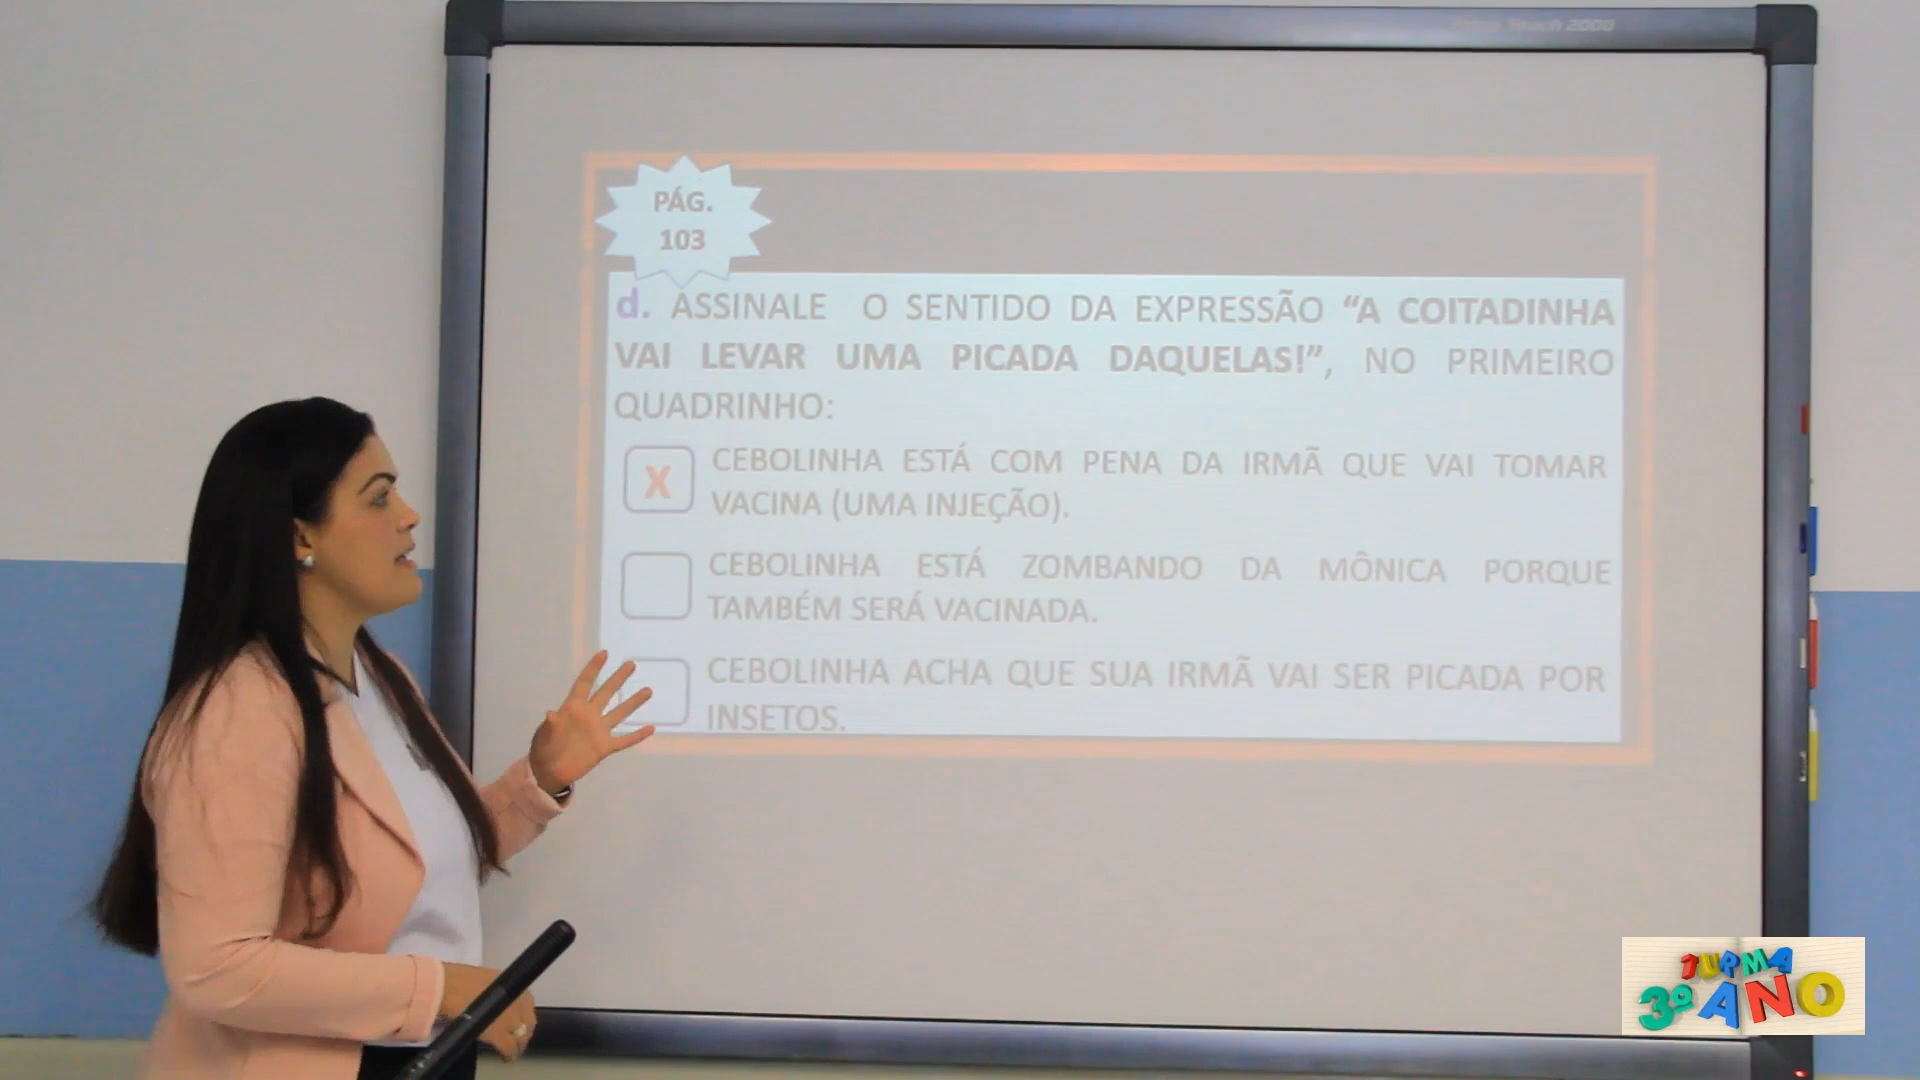 PÁG.
103
d. ASSINALE O SENTIDO DA EXPRESSÃO “A COITADINHA
VAI LEVAR UMA PICADA DAQUELAS!”, NO PRIMEIRO
QUADRINHO:
X CEBOLINHA ESTÁ COM PENA DA IRMÃ QUE VAI TOMAR
VACINA (UMA INJEÇÃO).
CEBOLINHA ESTÁ ZOMBANDO DA MÔNICA PORQUE
TAMBÉM SERÁ VACINADA.
CEBOLINHA ACHA QUE SUA IRMÃ VAI SER PICADA POR
INSETOS.
TURMA
3º ANO